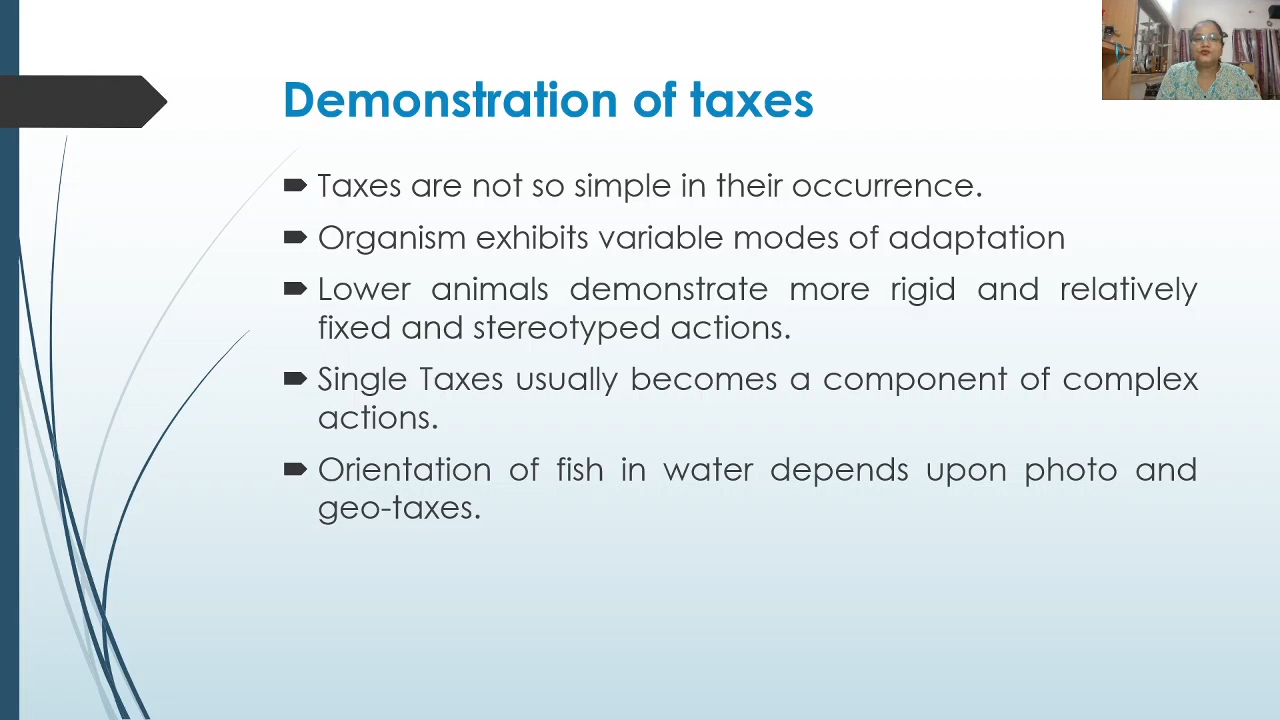 Demonstration of taxes
Taxes are not so simple in their occurrence.
Organism exhibits variable modes of adaptation
Lower animals demonstrate more rigid and relatively
fixed and stereotyped actions.
Single Taxes usually becomes a component of complex
actions.
Orientation of fish in water depends upon photo and
geo-taxes.